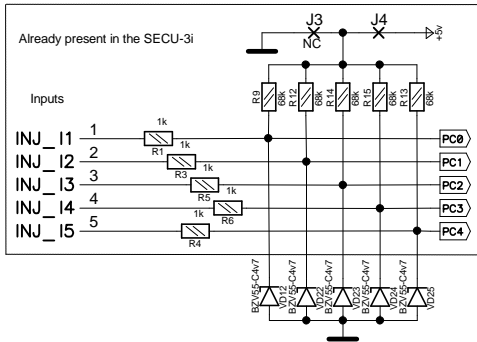 Already present in the SECU-3i
J3
J4
NC
+5v
Inputs
R9
68k
R12
68k
R14
68k
R15
68k
R13
68k
INJ_I1
1
1k
R1
PC0
INJ_I2
2
1k
R3
PC1
INJ_I3
3
1k
R5
PC2
INJ_I4
4
1k
R6
PC3
INJ_I5
5
1k
R4
PC4
BZV55-C4v7
VD12
BZV55-C4v7
VD22
BZV55-C4v7
VD23
BZV55-C4v7
VD24
BZV55-C4v7
VD25